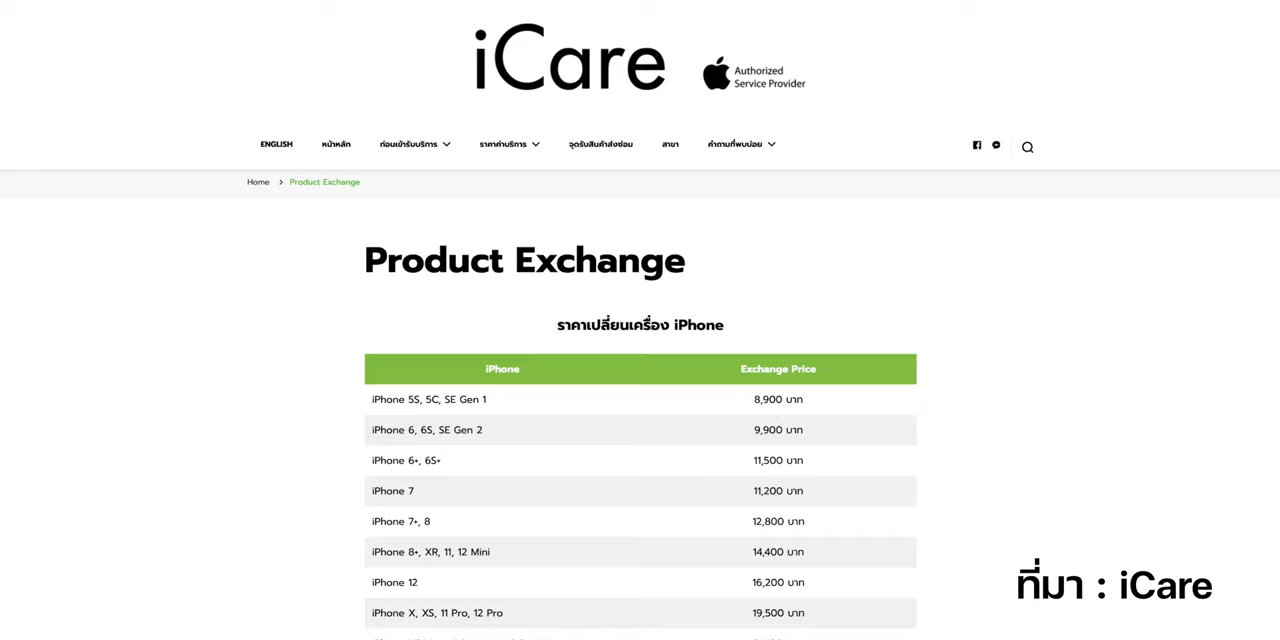 iCare
Authorized
Service Provider
ENGLISH หน้าหลัก ก่อนเข้ารับบริการ ราคาค่าบริการ จุดรับสินค้าส่งซ่อม สาขา คำถามที่พบบ่อย
Home > Product Exchange
Product Exchange
ราคาเปลี่ยนเครื่อง iPhone
iPhone Exchange Price
iPhone 5S, 5C, SE Gen 1 8,900 บาท
iPhone 6, 6S, SE Gen 2 9,900 บาท
iPhone 6+, 6S+ 11,500 บาท
iPhone 7 11,200 บาท
iPhone 7+, 8 12,800 บาท
iPhone 8+, XR, 11, 12 Mini 14,400 บาท
iPhone 12 16,200 บาท
iPhone X, XS, 11 Pro, 12 Pro 19,500 บาท
ที่มา : iCare